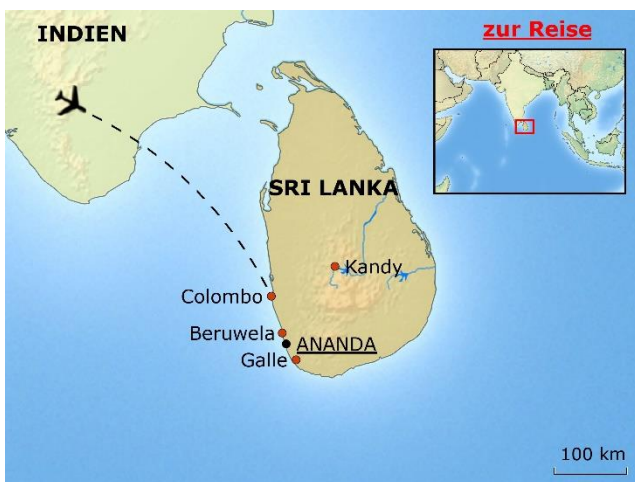 INDIEN
zur Reise
SRI LANKA
Kandy
Colombo
Beruwela
ANANDA
Galle
100 km